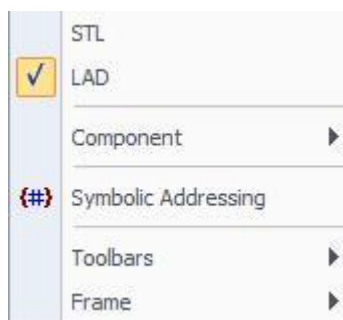 STL
LAD
Component
{#} Symbolic Addressing
Toolbars
Frame